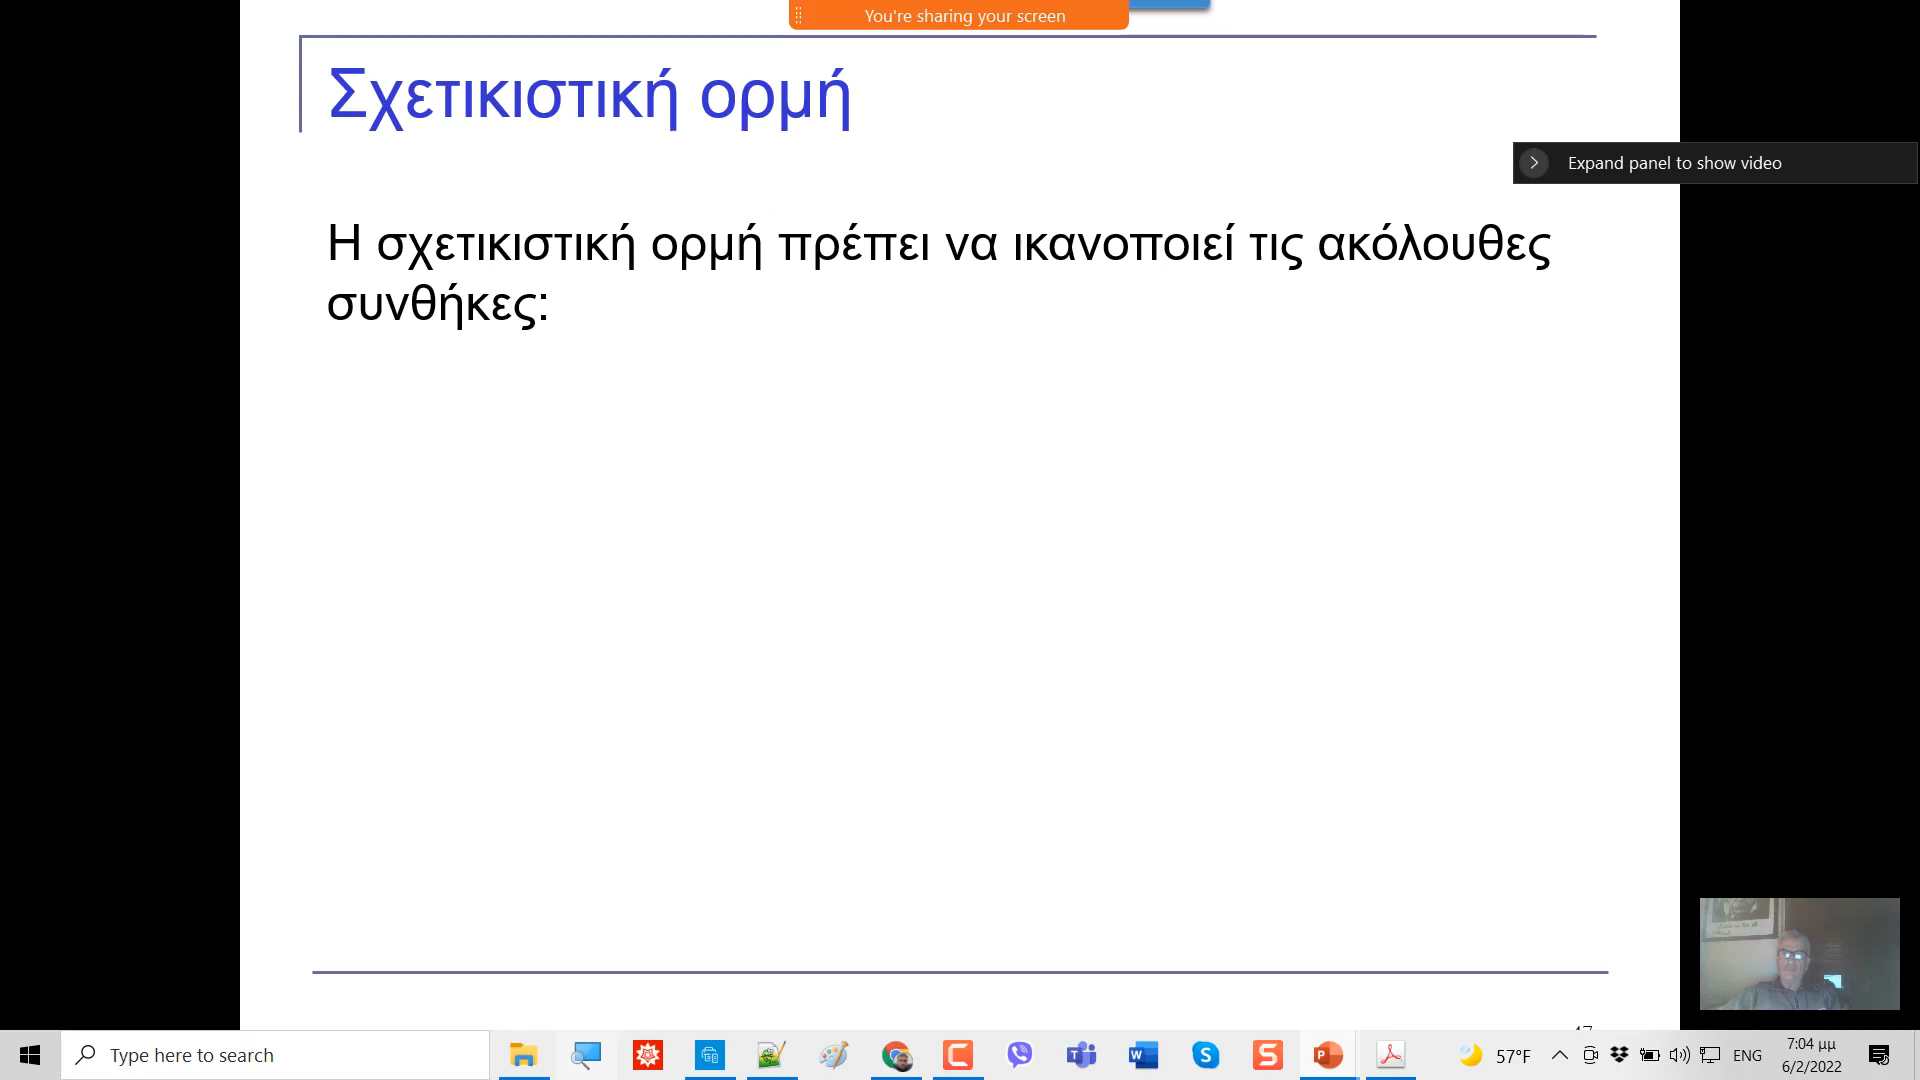 You're sharing your screen
Σχετικιστική ορμή
Expand panel to show video
Η σχετικιστική ορμή πρέπει να ικανοποιεί τις ακόλουθες
συνθήκες:
Type here to search
57°F
ENG
7:04 μμ
6/2/2022